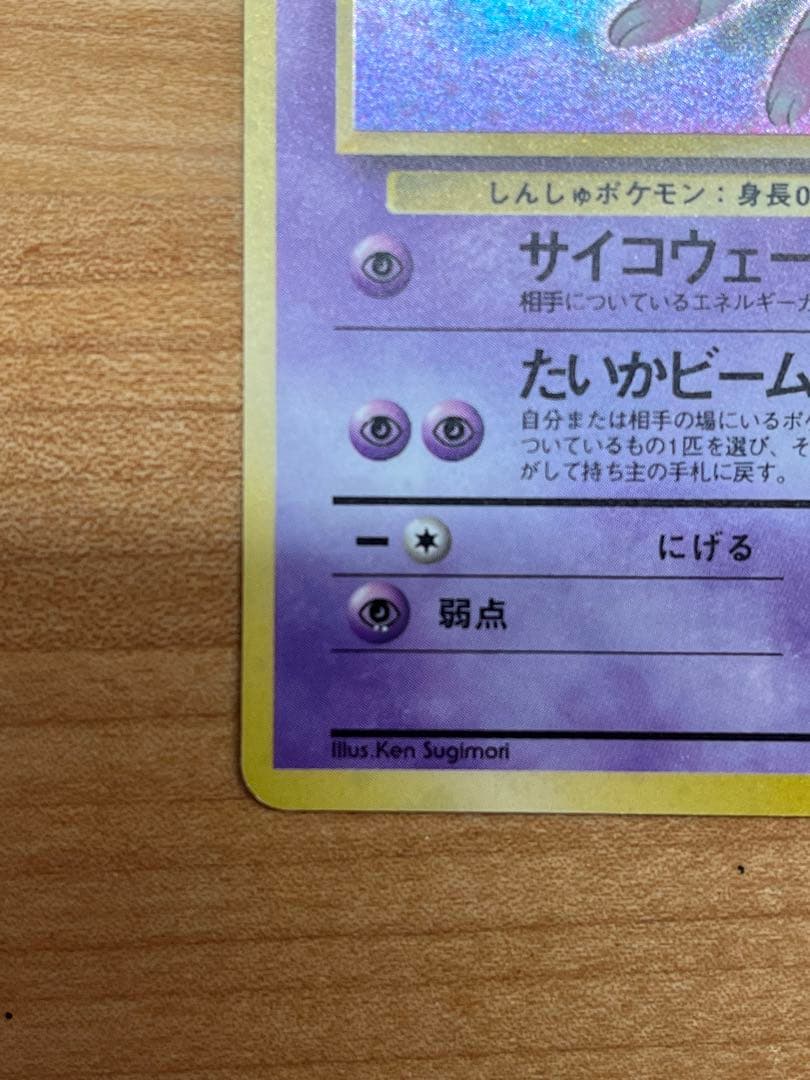 しんしゅポケモン：身長0
サイコウェー
相手についているエネルギーカ
たいかビーム
自分または相手の場にいるポケ
ついているもの1匹を選び、そ
がして持ち主の手札に戻す。
ー にげる
弱点
Illus.Ken Sugimori